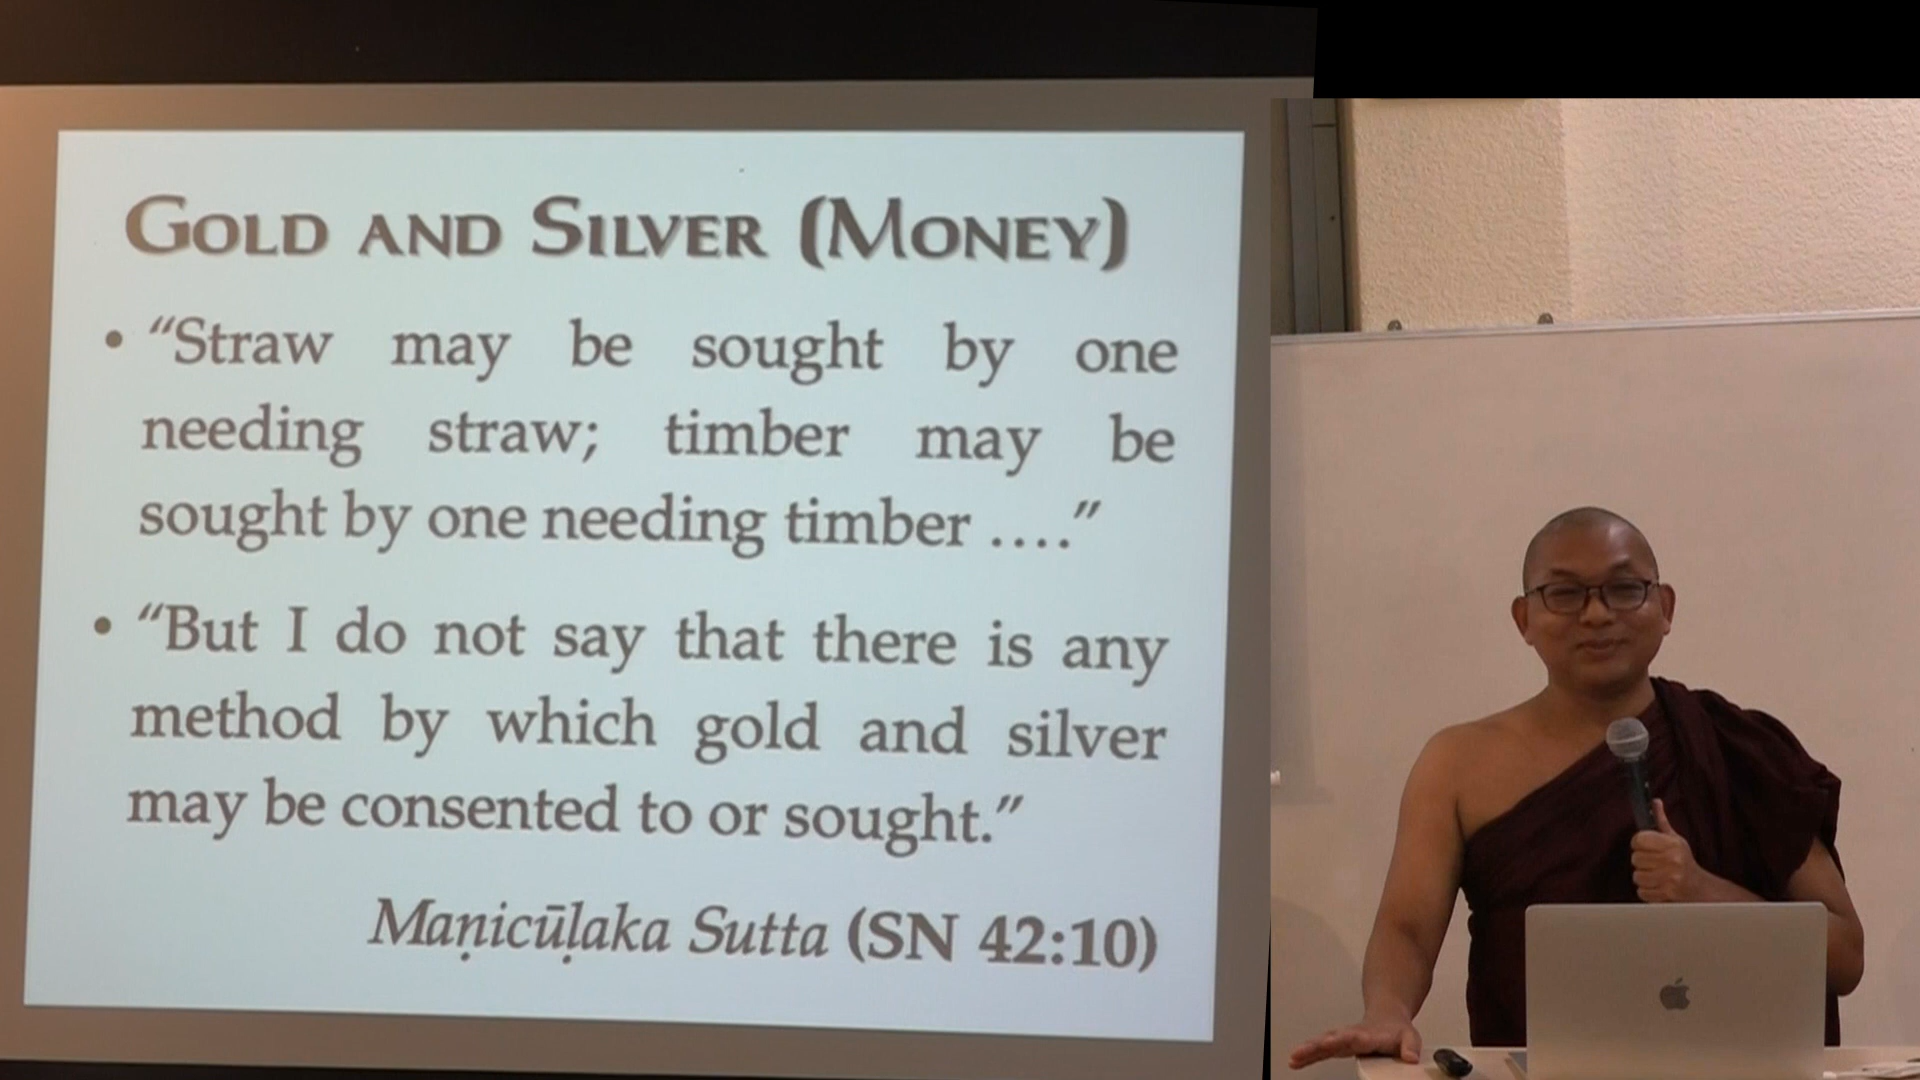 GOLD AND SILVER (MONEY)
• “Straw may be sought by one
needing straw; timber may be
sought by one needing timber ….”
• “But I do not say that there is any
method by which gold and silver
may be consented to or sought.”
Maṇicūḷaka Sutta (SN 42:10)